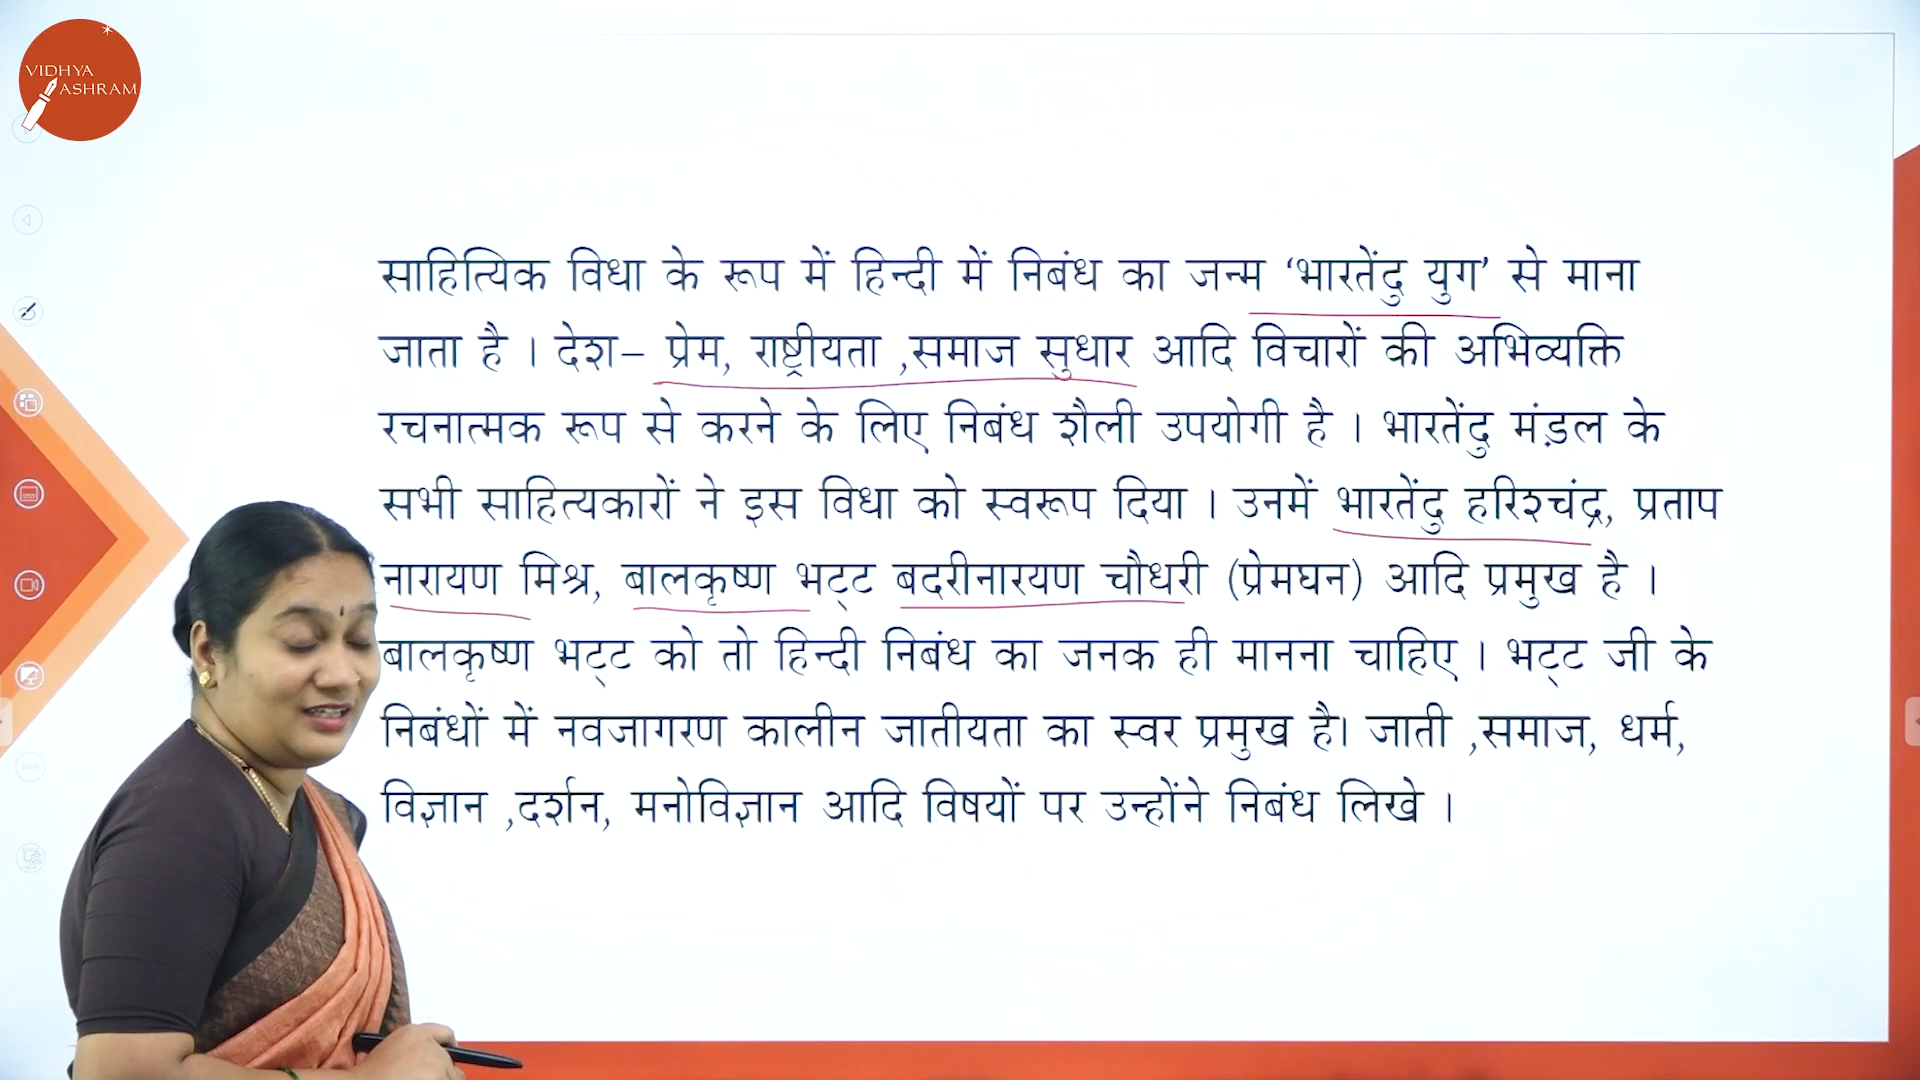 VIDHYA
ASHRAM
साहित्यिक विधा के रूप में हिन्दी में निबंध का जन्म ‘भारतेंदु युग’ से माना
जाता है । देश– प्रेम, राष्ट्रीयता ,समाज सुधार आदि विचारों की अभिव्यक्ति
रचनात्मक रूप से करने के लिए निबंध शैली उपयोगी है । भारतेंदु मंड़ल के
सभी साहित्यकारों ने इस विधा को स्वरूप दिया । उनमें भारतेंदु हरिश्चंद्र, प्रताप
नारायण मिश्र, बालकृष्ण भट्‌ट बदरीनारयण चौधरी (प्रेमघन) आदि प्रमुख है ।
बालकृष्ण भट्‌ट को तो हिन्दी निबंध का जनक ही मानना चाहिए । भट्‌ट जी के
निबंधों में नवजागरण कालीन जातीयता का स्वर प्रमुख है। जाती ,समाज, धर्म,
विज्ञान ,दर्शन, मनोविज्ञान आदि विषयों पर उन्होंने निबंध लिखे ।